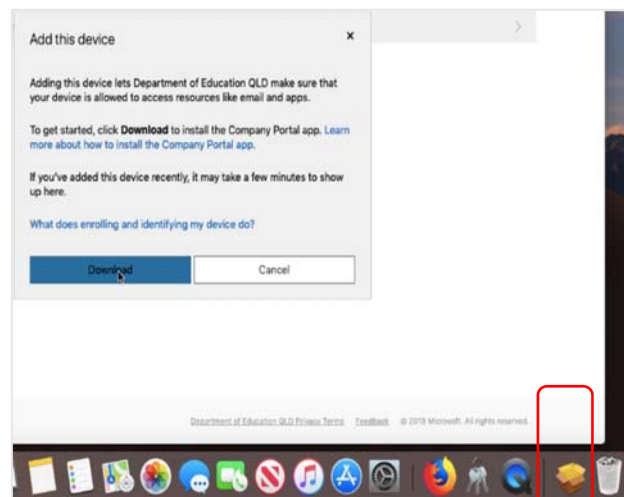 Add this device
Adding this device lets Department of Education QLD make sure that
your device is allowed to access resources like email and apps.
To get started, click Download to install the Company Portal app. Learn
more about how to install the Company Portal app.
If you've added this device recently, it may take a few minutes to show
up here.
What does enrolling and identifying my device do?
Download
Cancel
Department of Education QLD Privacy Terms Feedback © 2019 Microsoft. All rights reserved.